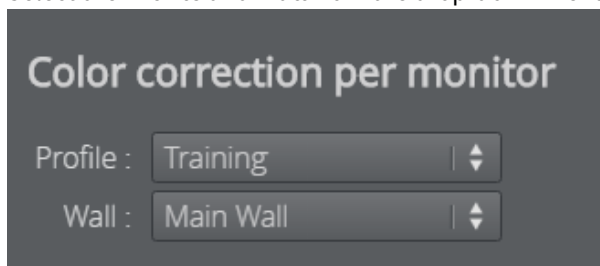 Color correction per monitor
Profile : Training
Wall : Main Wall